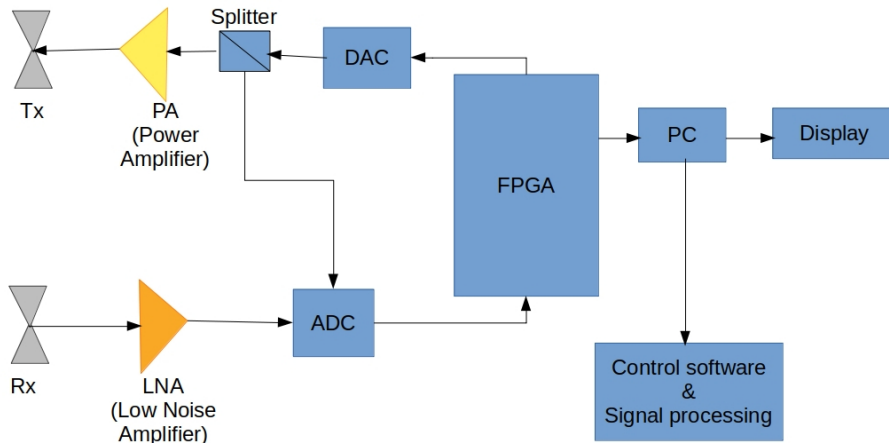 Splitter
DAC
Tx
PA
(Power
Amplifier)
FPGA
PC
Display
ADC
Rx
LNA
(Low Noise
Amplifier)
Control software
&
Signal processing